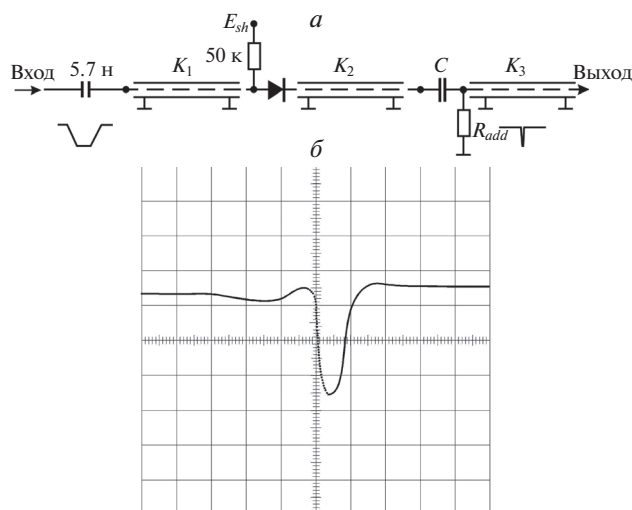 а
E_sh
50 к
Вход
5.7 н
K_1
K_2
C
K_3
Выход
R_add
б